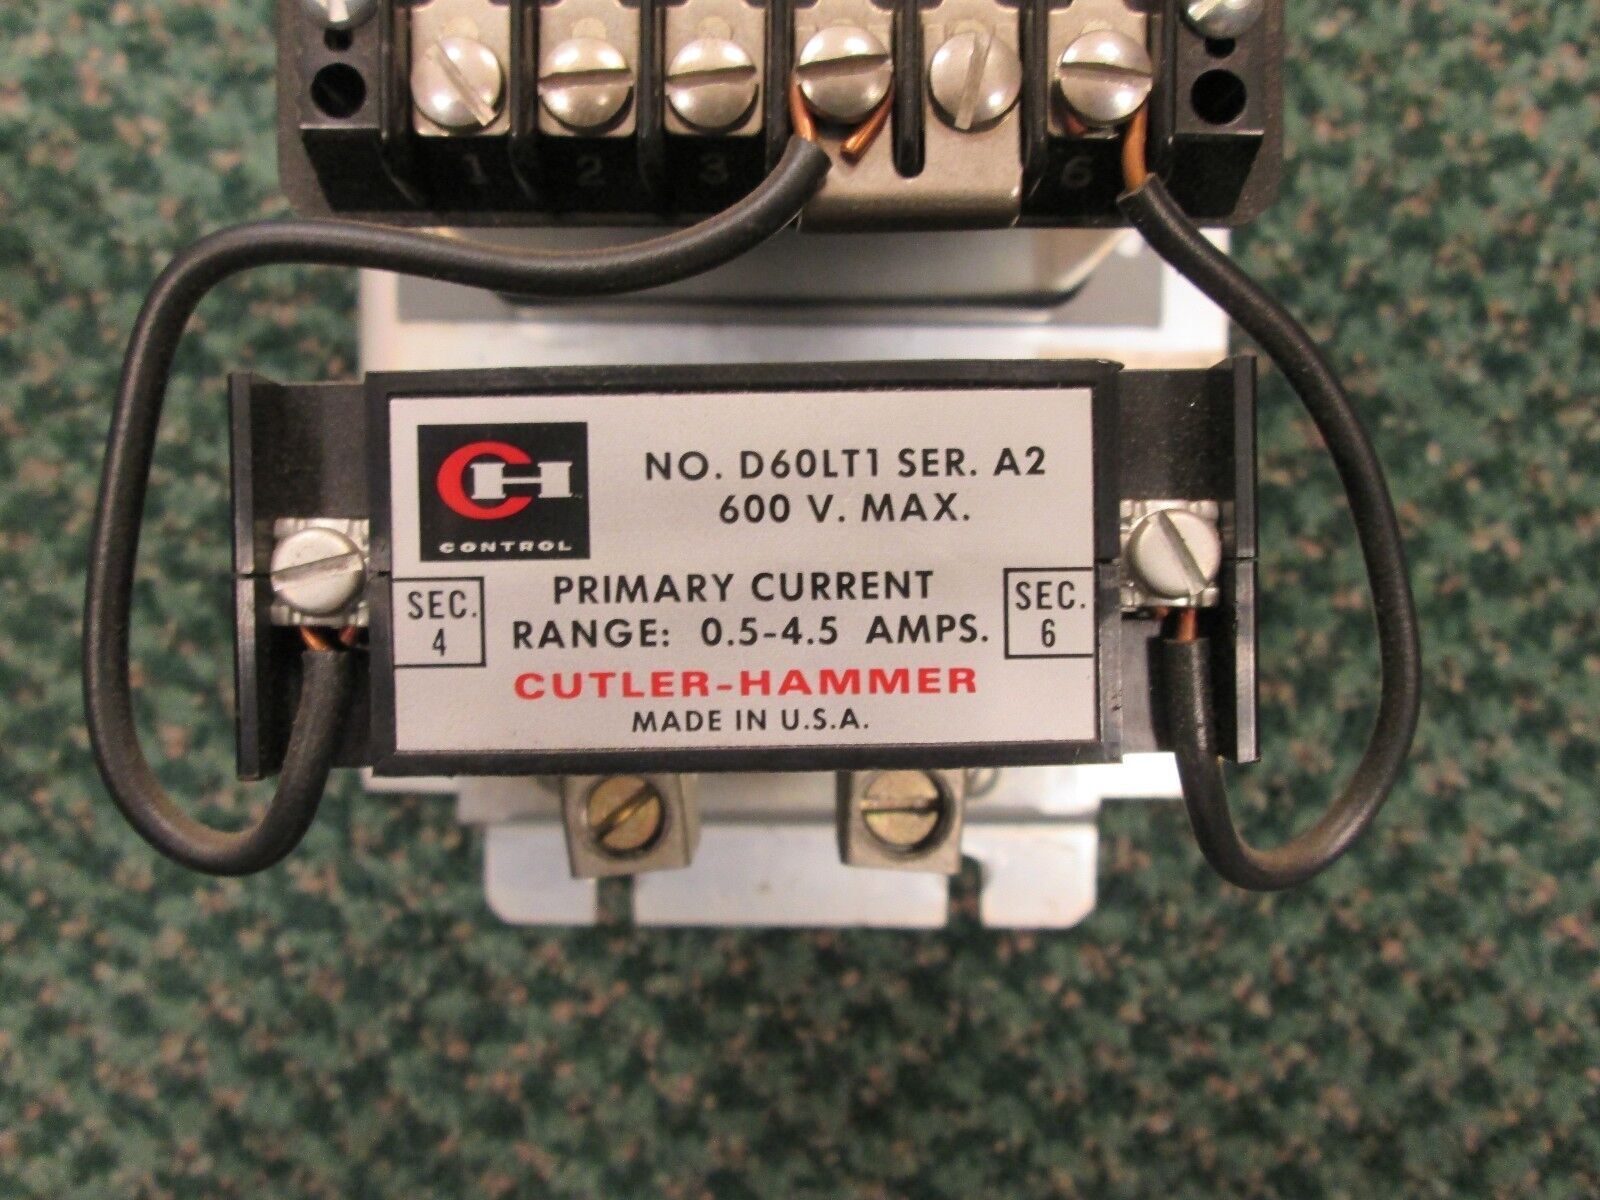 1 2 3 6
CH
CONTROL
NO. D60LT1 SER. A2
600 V. MAX.
PRIMARY CURRENT
RANGE: 0.5-4.5 AMPS.
SEC.
4
SEC.
6
CUTLER-HAMMER
MADE IN U.S.A.